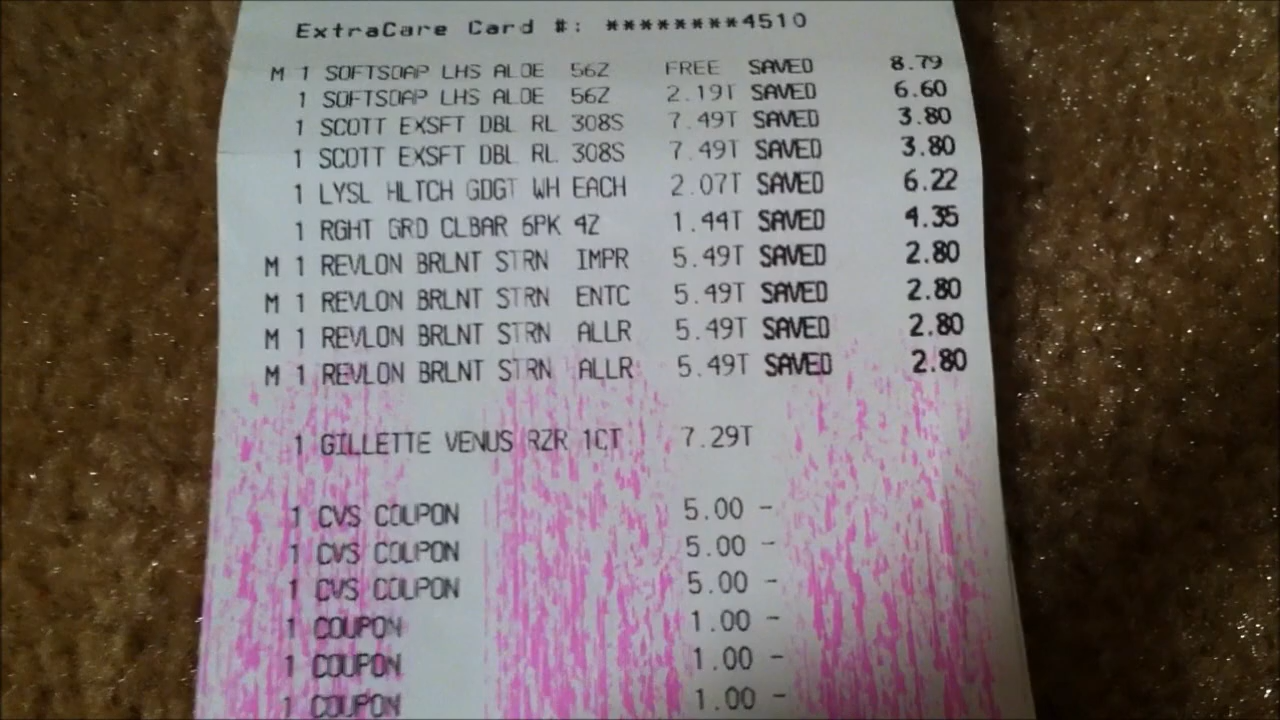 ExtraCare Card #: ********4510
M 1 SOFTSOAP LHS ALOE 56Z FREE SAVED 8.79
1 SOFTSOAP LHS ALOE 56Z 2.19T SAVED 6.60
1 SCOTT EXSFT DBL RL 308S 7.49T SAVED 3.80
1 SCOTT EXSFT DBL RL 308S 7.49T SAVED 3.80
1 LYSL HLTCH GDGT WH EACH 2.07T SAVED 6.22
1 RGHT GRD CLBAR 6PK 4Z 1.44T SAVED 4.35
M 1 REVLON BRLNT STRN IMPR 5.49T SAVED 2.80
M 1 REVLON BRLNT STRN ENTC 5.49T SAVED 2.80
M 1 REVLON BRLNT STRN ALLR 5.49T SAVED 2.80
M 1 REVLON BRLNT STRN ALLR 5.49T SAVED 2.80
1 GILLETTE VENUS RZR 1CT 7.29T
1 CVS COUPON 5.00 -
1 CVS COUPON 5.00 -
1 CVS COUPON 5.00 -
1 COUPON 1.00 -
1 COUPON 1.00 -
1 COUPON 1.00 -